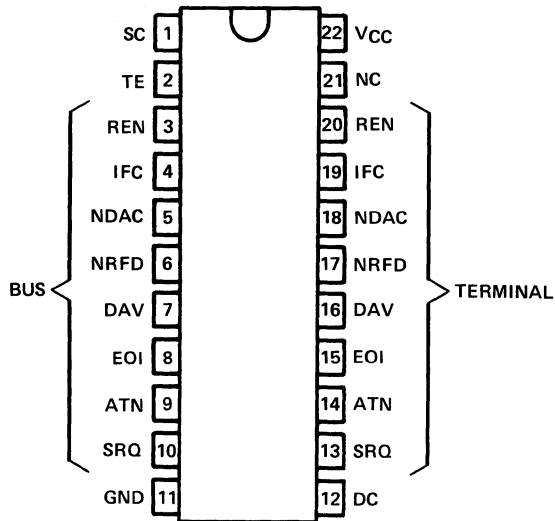 SC 1 22 VCC
TE 2 21 NC
REN 3 20 REN
IFC 4 19 IFC
NDAC 5 18 NDAC
NRFD 6 17 NRFD
BUS TERMINAL
DAV 7 16 DAV
EOI 8 15 EOI
ATN 9 14 ATN
SRQ 10 13 SRQ
GND 11 12 DC